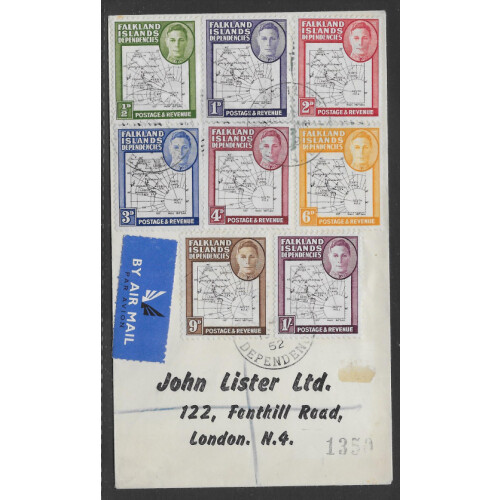 FALKLAND
ISLANDS
DEPENDENCIES
½D
POSTAGE & REVENUE
FALKLAND
ISLANDS
DEPENDENCIES
1D
POSTAGE & REVENUE
FALKLAND
ISLANDS
DEPENDENCIES
2D
POSTAGE & REVENUE
FALKLAND
ISLANDS
DEPENDENCIES
3D
POSTAGE & REVENUE
FALKLAND
ISLANDS
DEPENDENCIES
4D
POSTAGE & REVENUE
FALKLAND
ISLANDS
DEPENDENCIES
6D
POSTAGE & REVENUE
FALKLAND
ISLANDS
DEPENDENCIES
9D
POSTAGE & REVENUE
FALKLAND
ISLANDS
DEPENDENCIES
1/-
POSTAGE & REVENUE
BY AIR MAIL
PAR AVION
52
DEPENDEN
John Lister Ltd.
122, Fonthill Road,
London. N.4.